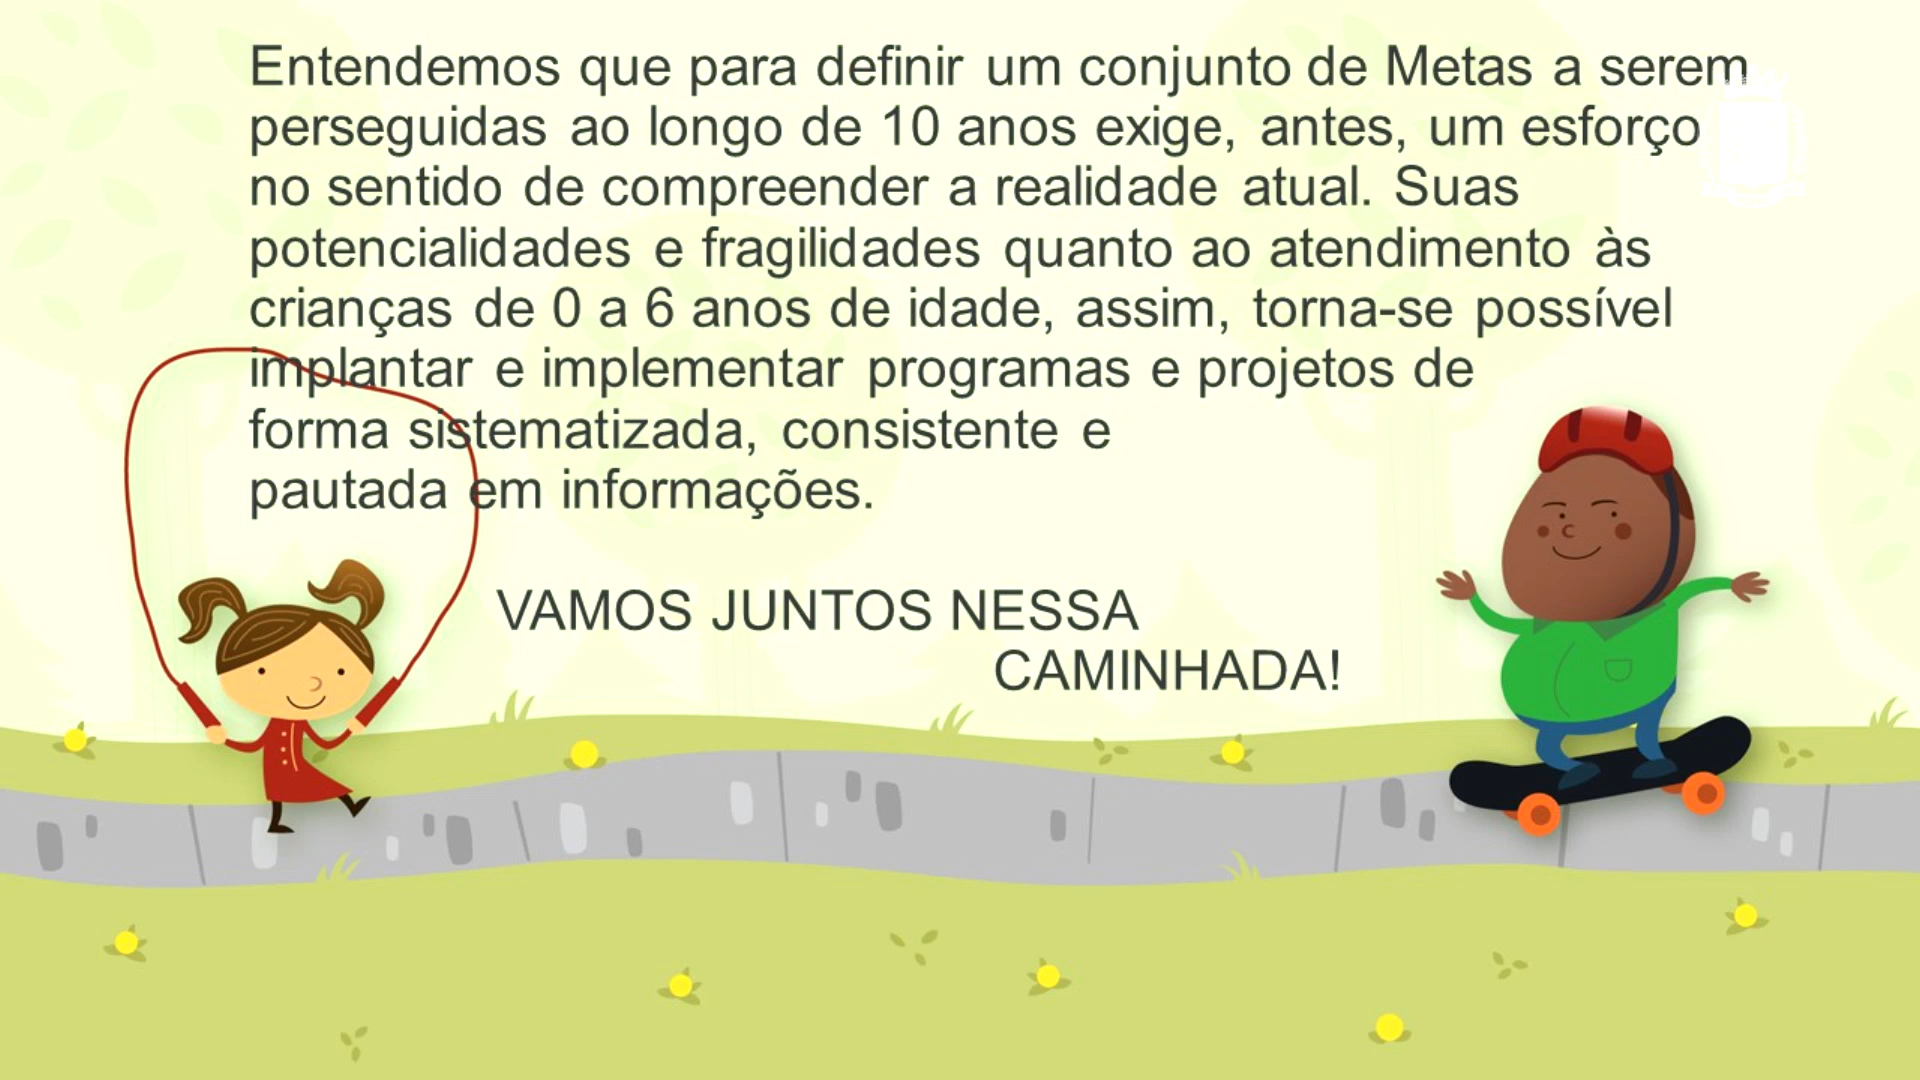 Entendemos que para definir um conjunto de Metas a serem
perseguidas ao longo de 10 anos exige, antes, um esforço
no sentido de compreender a realidade atual. Suas
potencialidades e fragilidades quanto ao atendimento às
crianças de 0 a 6 anos de idade, assim, torna-se possível
implantar e implementar programas e projetos de
forma sistematizada, consistente e
pautada em informações.
VAMOS JUNTOS NESSA
CAMINHADA!